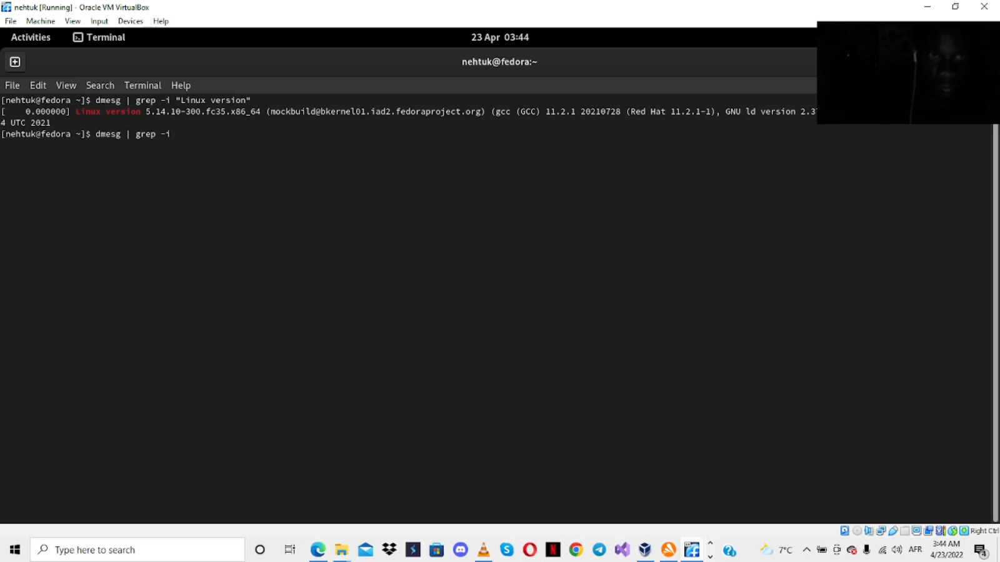 nehtuk [Running] - Oracle VM VirtualBox
File Machine View Input Devices Help
Activities Terminal 23 Apr 03:44
nehtuk@fedora:~
File Edit View Search Terminal Help
[nehtuk@fedora ~]$ dmesg | grep -i "Linux version"
[    0.000000] Linux version 5.14.10-300.fc35.x86_64 (mockbuild@bkernel01.iad2.fedoraproject.org) (gcc (GCC) 11.2.1 20210728 (Red Hat 11.2.1-1), GNU ld version 2.37
4 UTC 2021
[nehtuk@fedora ~]$ dmesg | grep -i
Right Ctrl
Type here to search 7°C AFR 3:44 AM
4/23/2022 4